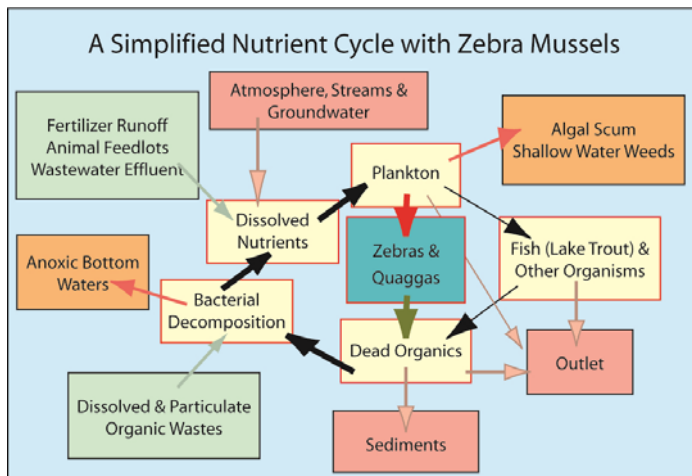 A Simplified Nutrient Cycle with Zebra Mussels
Atmosphere, Streams &
Groundwater
Fertilizer Runoff
Animal Feedlots
Wastewater Effluent
Algal Scum
Shallow Water Weeds
Plankton
Dissolved
Nutrients
Zebras &
Quaggas
Fish (Lake Trout) &
Other Organisms
Anoxic Bottom
Waters
Bacterial
Decomposition
Dead Organics
Outlet
Dissolved & Particulate
Organic Wastes
Sediments